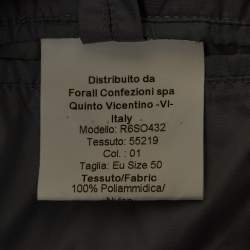 Distribuito da
Forall Confezioni spa
Quinto Vicentino -VI-
Italy
Modello: R6SO432
Tessuto: 55219
Col. : 01
Taglia: Eu Size 50
Tessuto/Fabric
100% Poliammidica/